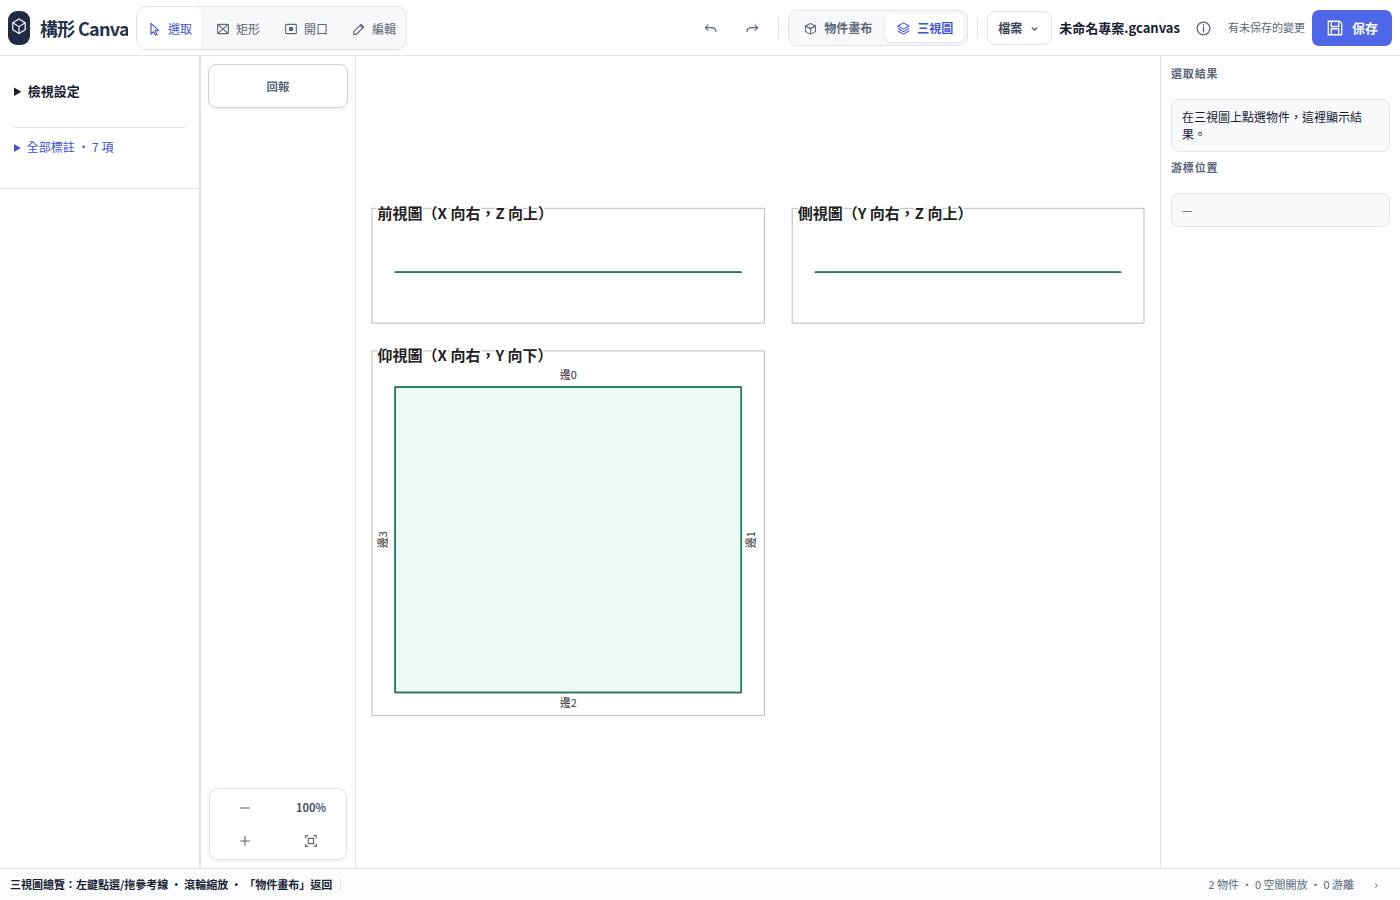 構形 Canva
選取
矩形
開口
編輯
物件畫布
三視圖
檔案
未命名專案.gcanvas
有未保存的變更
保存
檢視設定
全部標註 · 7 項
回報
100%
前視圖（X 向右，Z 向上）
側視圖（Y 向右，Z 向上）
仰視圖（X 向右，Y 向下）
邊0
邊3
邊1
邊2
選取結果
在三視圖上點選物件，這裡顯示結
果。
游標位置
—
三視圖總覽：左鍵點選/拖參考線 · 滾輪縮放 · 「物件畫布」返回
2 物件 · 0 空間開放 · 0 游離